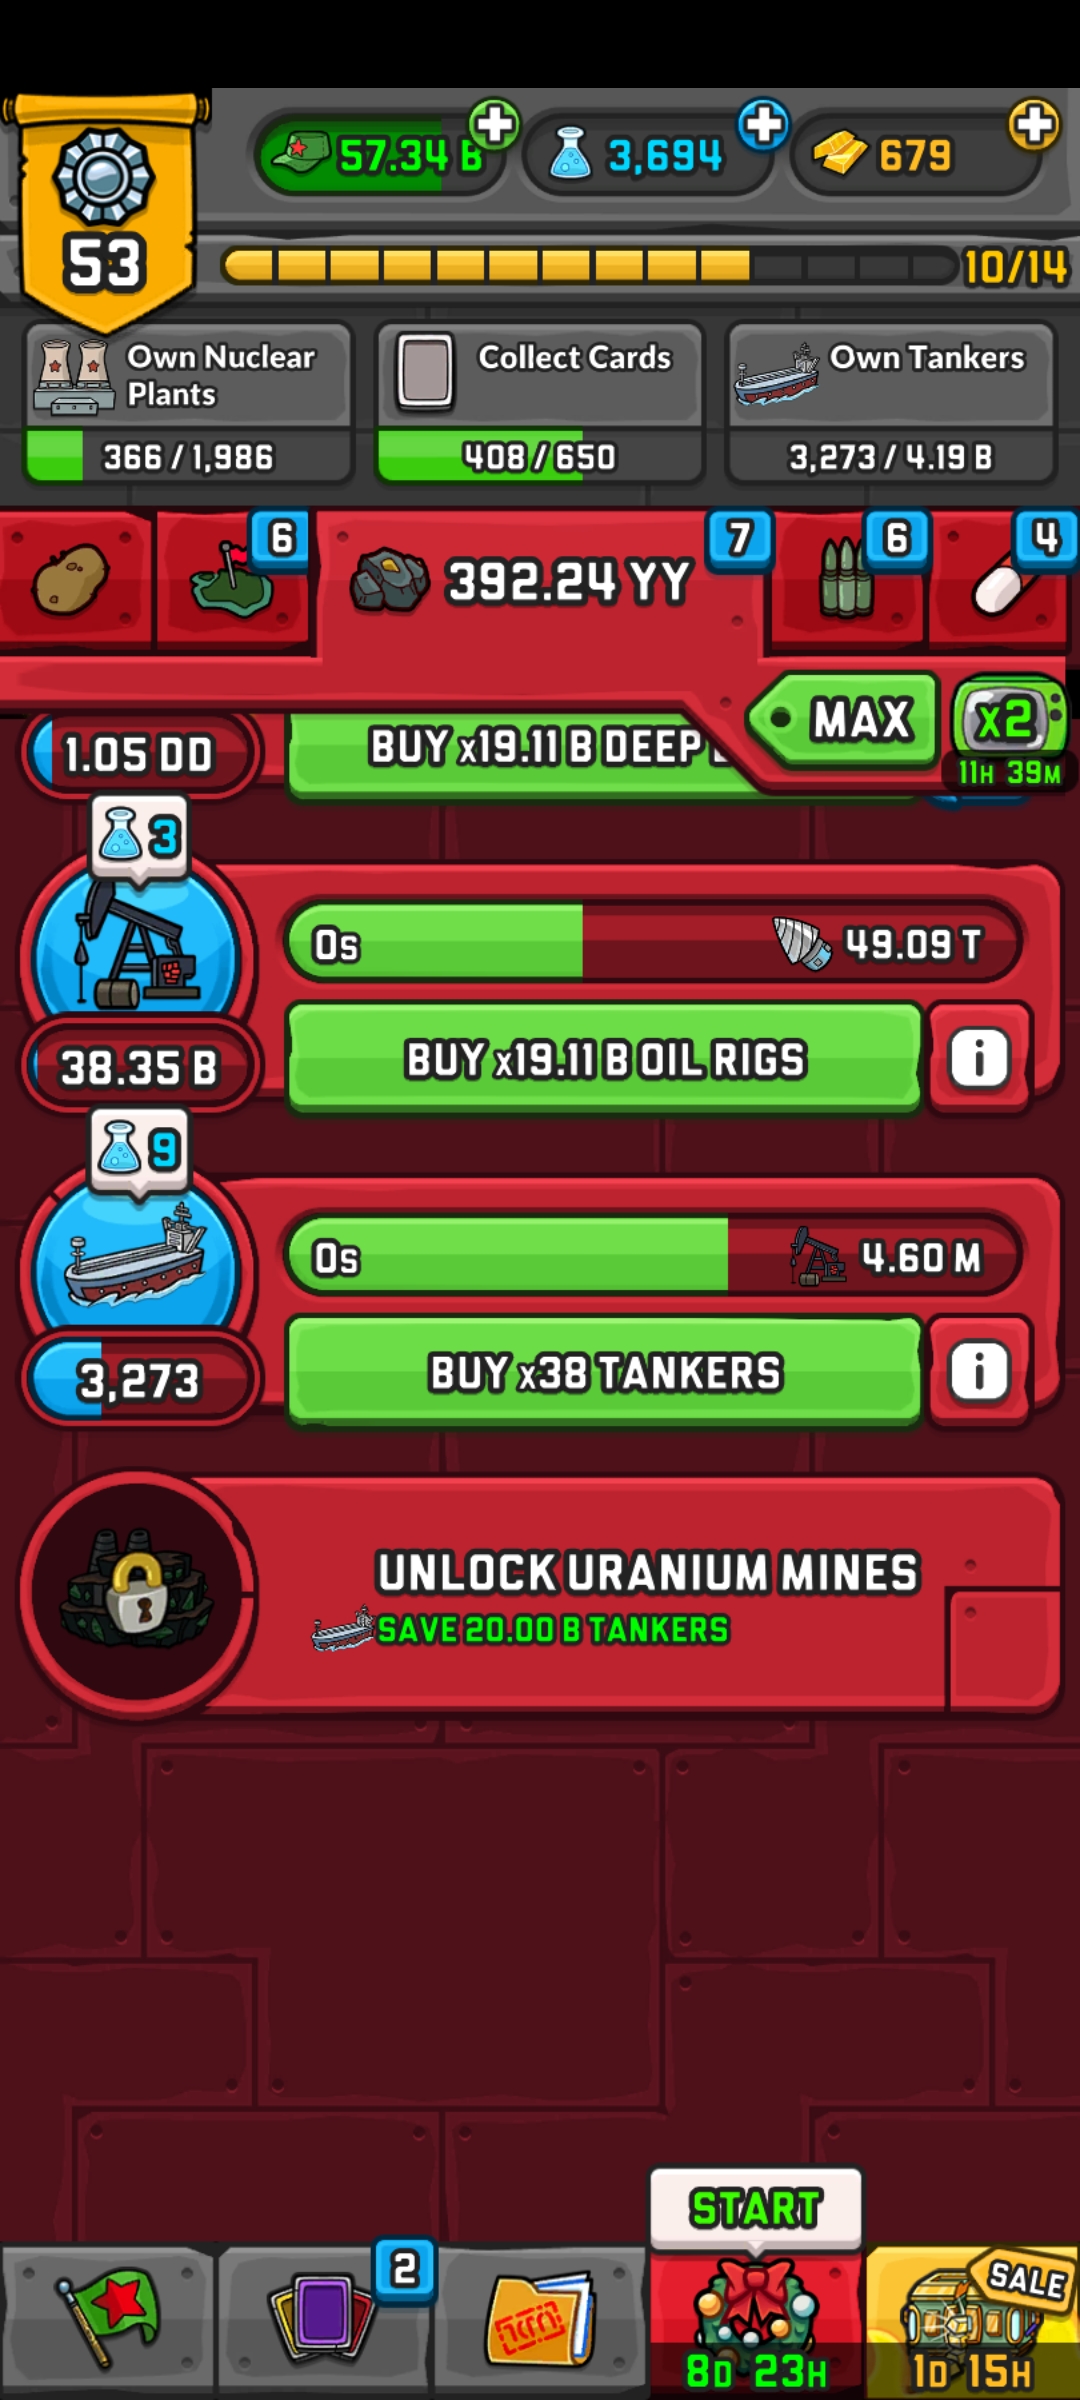 57.34 B
3,694
679
53
10/14
Own Nuclear
Plants
Collect Cards
Own Tankers
366 / 1,986
408 / 650
3,273 / 4.19 B
6
392.24 YY
7
6
4
MAX
x2
11H 39M
1.05 DD
BUY x19.11 B DEEP
3
0s
49.09 T
38.35 B
BUY x19.11 B OIL RIGS
i
9
0s
4.60 M
3,273
BUY x38 TANKERS
i
UNLOCK URANIUM MINES
SAVE 20.00 B TANKERS
START
2
SALE
8D 23H
1D 15H